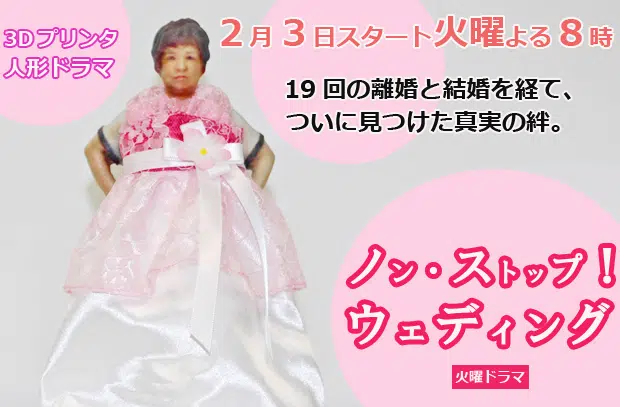 3Dプリンタ
人形ドラマ
2月3日スタート火曜よる8時
19回の離婚と結婚を経て、
ついに見つけた真実の絆。
ノン・ストップ！
ウェディング
火曜ドラマ